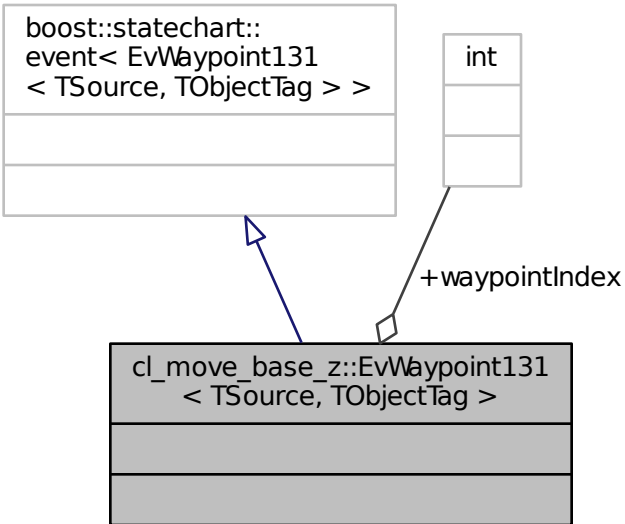 boost::statechart::
event< EvWaypoint131
< TSource, TObjectTag > >
int
+waypointIndex
cl_move_base_z::EvWaypoint131
< TSource, TObjectTag >